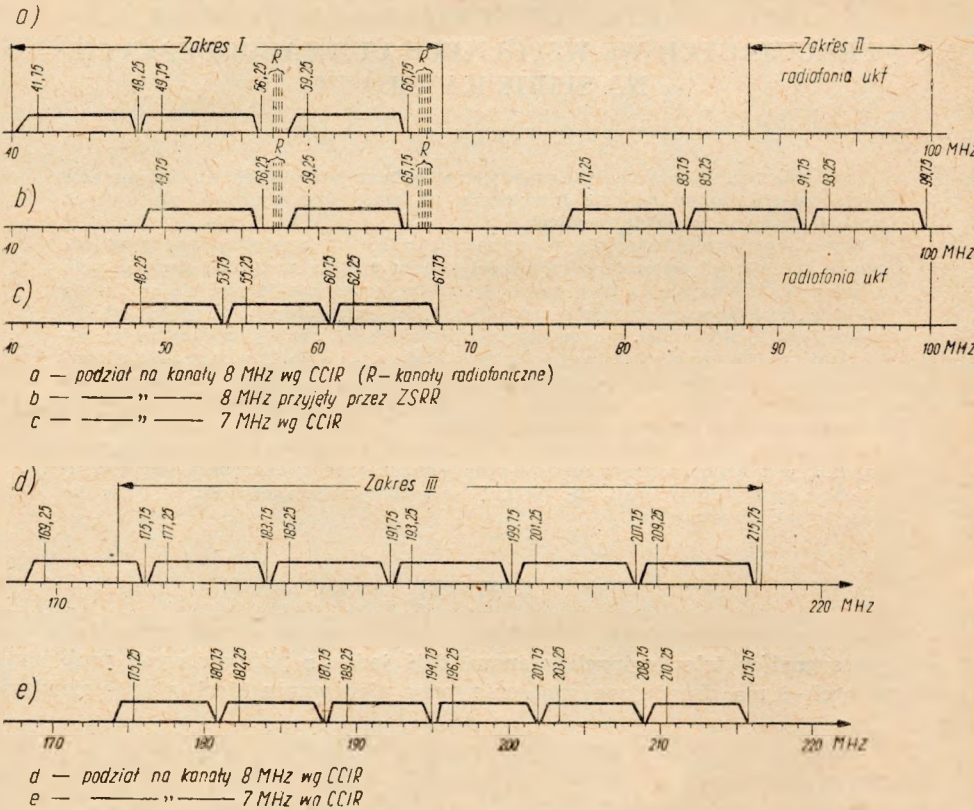 a)
Zakres I
Zakres II
41,75
48,25
49,75
56,25
R
59,25
65,75
R
radiofonia ukf
40
100 MHz
b)
49,75
56,25
R
59,25
65,75
R
77,25
83,75
85,25
91,75
93,25
99,75
40
100 MHz
c)
48,25
53,75
55,25
60,75
62,25
67,75
radiofonia ukf
40
50
60
70
80
90
100 MHz
a — podział na kanały 8 MHz wg CCIR (R — kanały radiofoniczne)
b — — „ — 8 MHz przyjęty przez ZSRR
c — — „ — 7 MHz wg CCIR
d)
Zakres III
169,25
175,75
177,25
183,75
185,25
191,75
193,25
199,75
201,25
207,75
209,25
215,75
170
220 MHz
e)
175,25
180,75
182,25
187,75
189,25
194,75
196,25
201,75
203,25
208,75
210,25
215,75
170
180
190
200
210
220 MHz
d — podział na kanały 8 MHz wg CCIR
e — — „ — 7 MHz wg CCIR